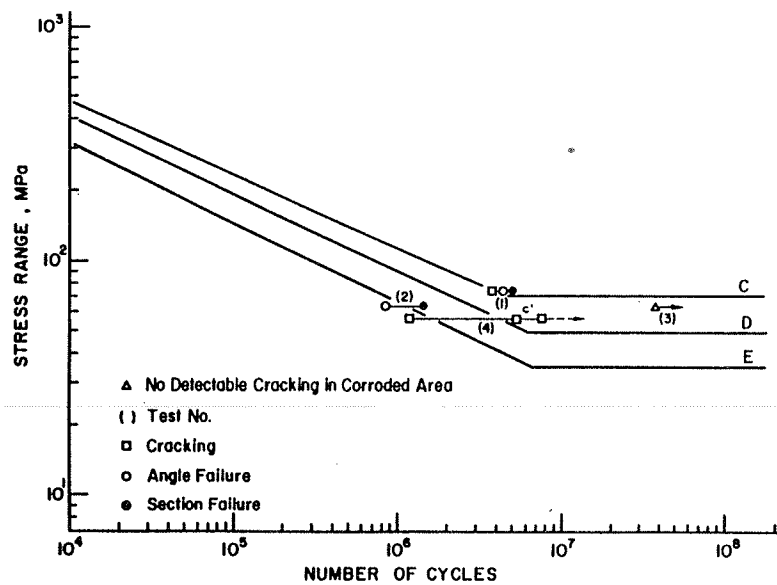 10³
10²
10¹
STRESS RANGE, MPa
C
(1)
(2)
c'
(3)
(4)
D
E
△ No Detectable Cracking in Corroded Area
( ) Test No.
□ Cracking
○ Angle Failure
● Section Failure
10⁴ 10⁵ 10⁶ 10⁷ 10⁸
NUMBER OF CYCLES